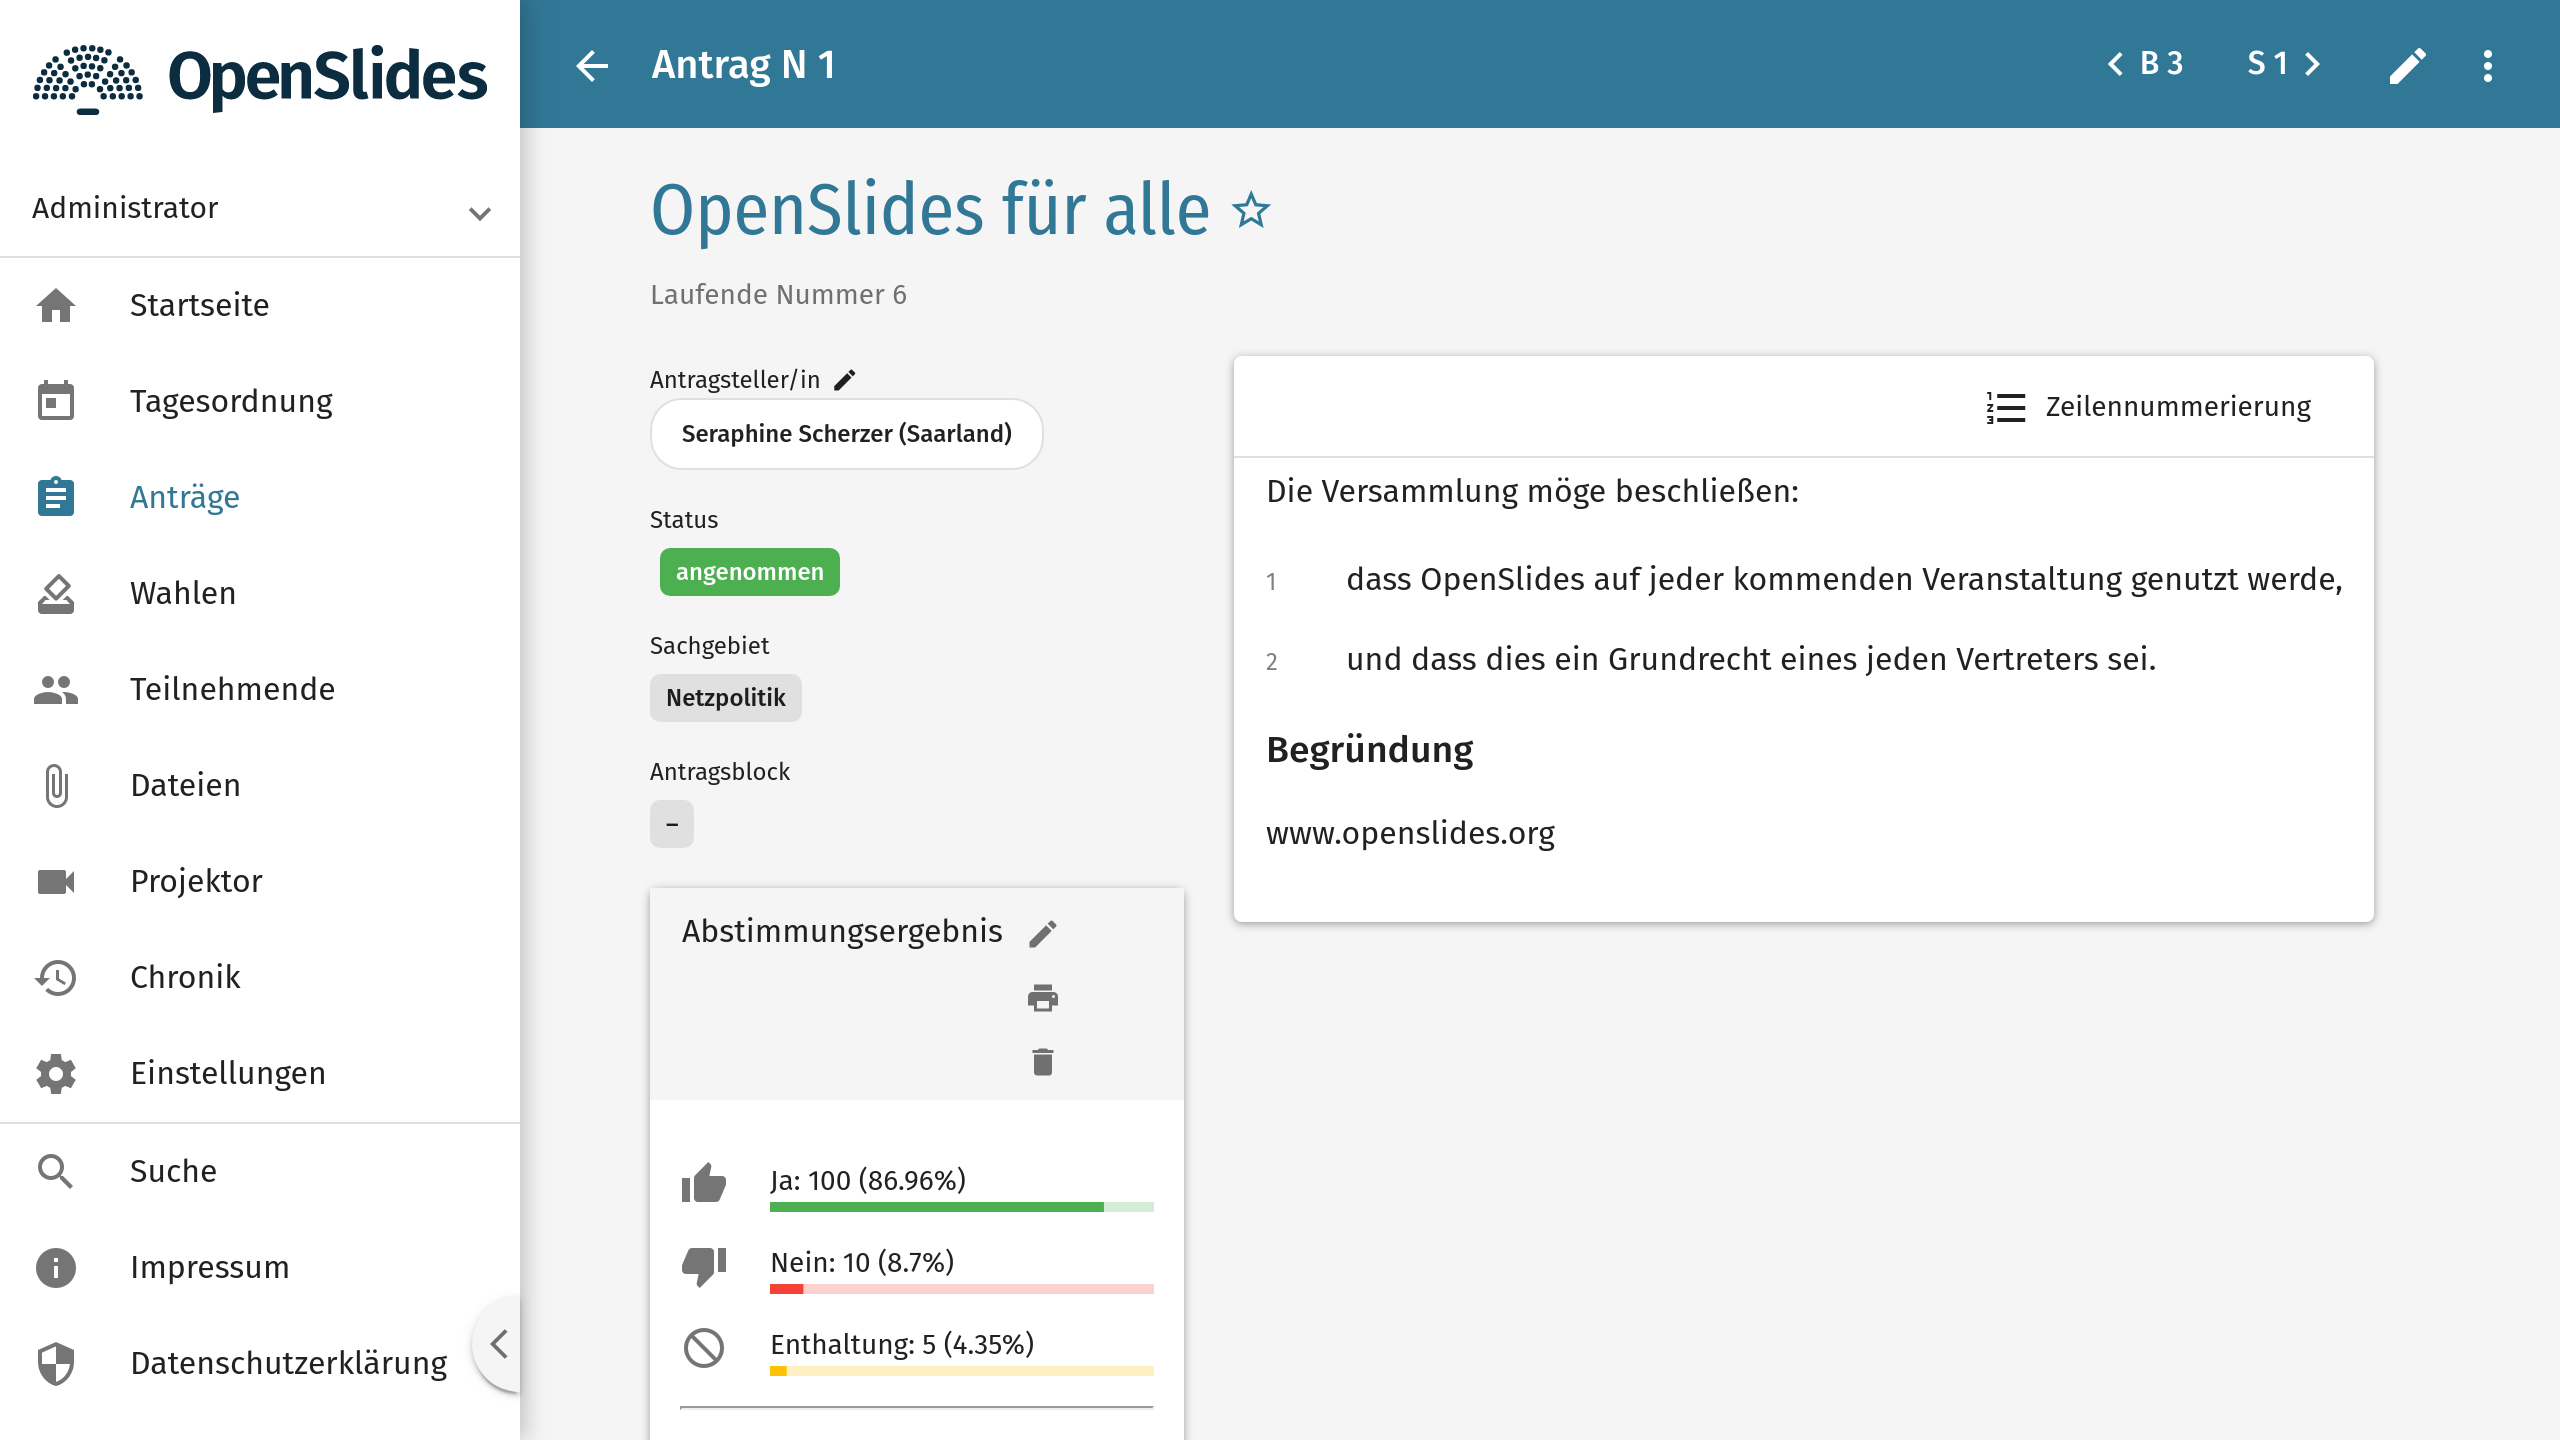 OpenSlides
Administrator
Startseite
Tagesordnung
Anträge
Wahlen
Teilnehmende
Dateien
Projektor
Chronik
Einstellungen
Suche
Impressum
Datenschutzerklärung
Antrag N 1
B 3
S 1
OpenSlides für alle
Laufende Nummer 6
Antragsteller/in
Seraphine Scherzer (Saarland)
Status
angenommen
Sachgebiet
Netzpolitik
Antragsblock
–
Abstimmungsergebnis
Ja: 100 (86.96%)
Nein: 10 (8.7%)
Enthaltung: 5 (4.35%)
Zeilennummerierung
Die Versammlung möge beschließen:
1 dass OpenSlides auf jeder kommenden Veranstaltung genutzt werde,
2 und dass dies ein Grundrecht eines jeden Vertreters sei.
Begründung
www.openslides.org